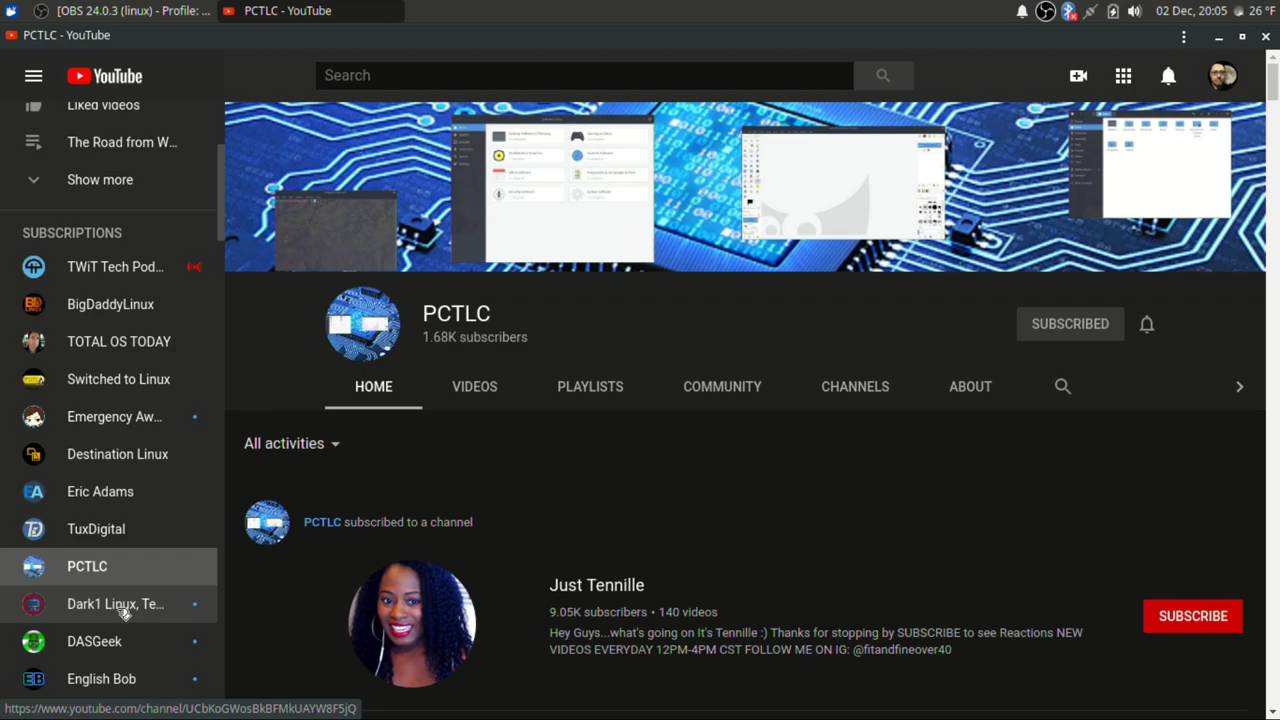 [OBS 24.0.3 (linux) - Profile: ...
PCTLC - YouTube
02 Dec, 20:05
26 °F
PCTLC - YouTube
YouTube
Search
Liked videos
Thorazed from W...
Show more
SUBSCRIPTIONS
TWiT Tech Pod...
BigDaddyLinux
TOTAL OS TODAY
Switched to Linux
Emergency Aw...
Destination Linux
Eric Adams
TuxDigital
PCTLC
Dark1 Linux, Te...
DASGeek
English Bob
PCTLC
1.68K subscribers
SUBSCRIBED
HOME VIDEOS PLAYLISTS COMMUNITY CHANNELS ABOUT
All activities
PCTLC subscribed to a channel
Just Tennille
9.05K subscribers • 140 videos
Hey Guys...what's going on It's Tennille :) Thanks for stopping by SUBSCRIBE to see Reactions NEW
VIDEOS EVERYDAY 12PM-4PM CST FOLLOW ME ON IG: @fitandfineover40
SUBSCRIBE
https://www.youtube.com/channel/UCbKoGWosBkBFMkUAYW8F5jQ